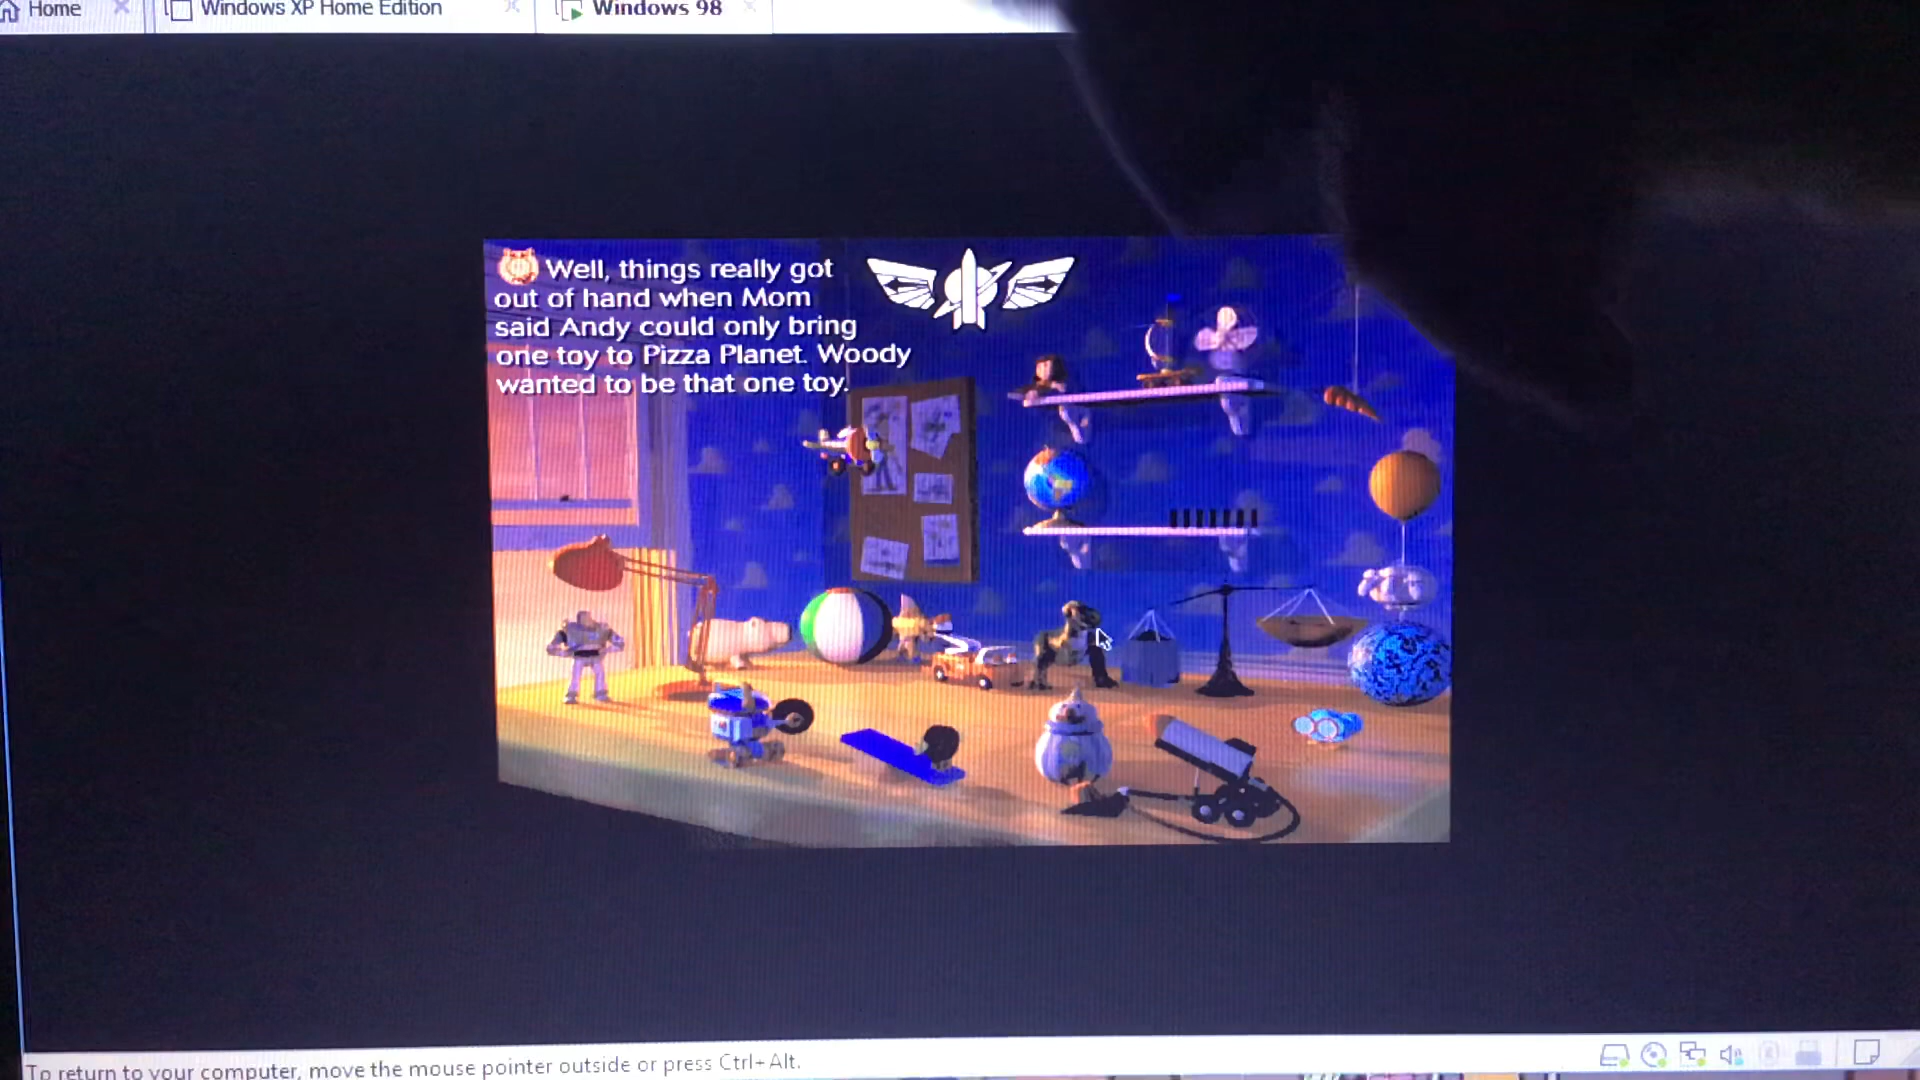 Home
Windows XP Home Edition
Windows 98
Well, things really got
out of hand when Mom
said Andy could only bring
one toy to Pizza Planet. Woody
wanted to be that one toy.
To return to your computer, move the mouse pointer outside or press Ctrl+Alt.